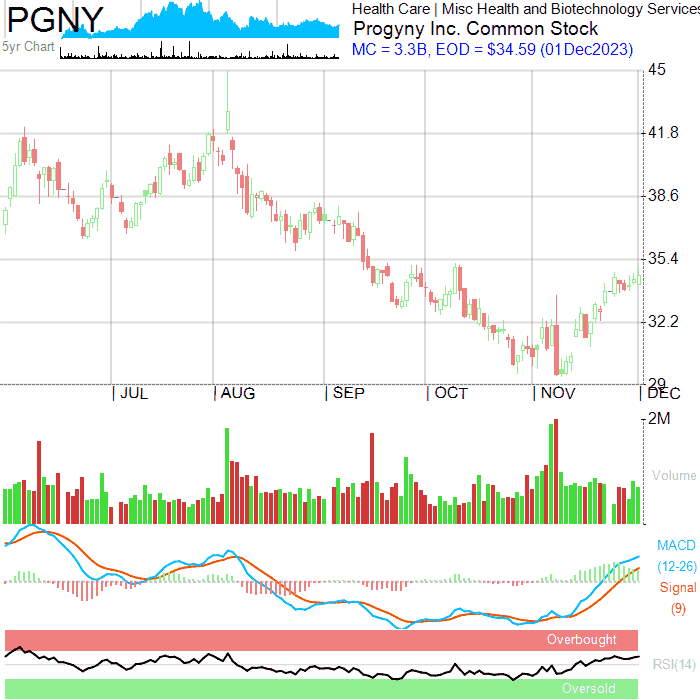 PGNY
Health Care | Misc Health and Biotechnology Services
Progyny Inc. Common Stock
5yr Chart
MC = 3.3B, EOD = $34.59 (01Dec2023)
45
41.8
38.6
35.4
32.2
29
| JUL | AUG | SEP | OCT | NOV | DEC
2M
Volume
MACD
(12-26)
Signal
(9)
Overbought
RSI(14)
Oversold